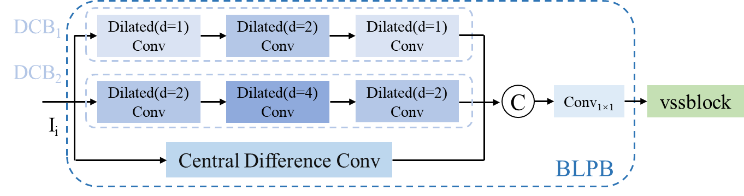 DCB1
Dilated(d=1) Conv
Dilated(d=2) Conv
Dilated(d=1) Conv
DCB2
Dilated(d=2) Conv
Dilated(d=4) Conv
Dilated(d=2) Conv
Ii
C
Conv1×1
vssblock
Central Difference Conv
BLPB